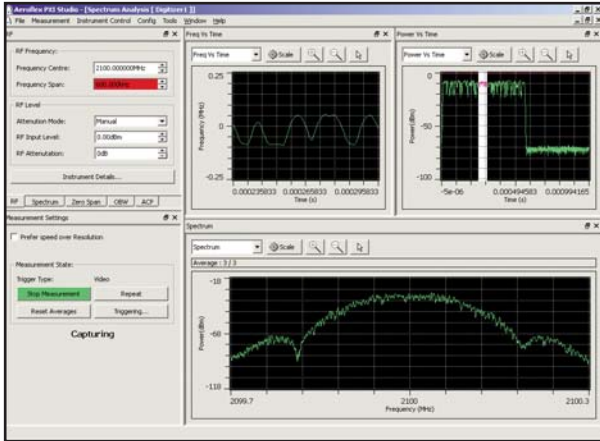 Aeroflex PXI Studio - [Spectrum Analysis [ Digitizer1 ]]
File Measurement Instrument Control Config Tools Window Help
RF
RF Frequency:
Frequency Centre: 2100.000000MHz
Frequency Span:
RF Level
Attenution Mode: Manual
RF Input Level: 0.00dBm
RF Attenutation: 0dB
Instrument Details...
RF Spectrum Zero Span OBW ACP
Measurement Settings
Prefer speed over Resolution
Measurement State:
Trigger Type: Video
Stop Measurement Repeat
Reset Averages Triggering...
Capturing
Freq Vs Time
Freq Vs Time Scale
0.25
0
-0.25
Frequency (MHz)
0.000235833 0.000265833 0.000295833
Time (s)
Power Vs Time
Power Vs Time Scale
0
-50
-100
Power(dBm)
-5e-06 0.000494583 0.000994165
Time (s)
Spectrum
Spectrum Scale
Average : 3 / 3
-10
-60
-110
Power(dBm)
2099.7 2100 2100.3
Frequency (MHz)